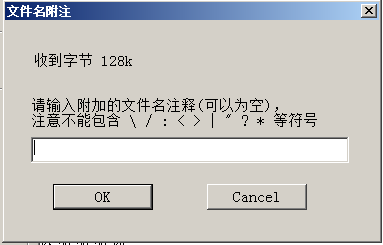 文件名附注
收到字节 128k
请输入附加的文件名注释(可以为空),
注意不能包含 \ / : < > | " ? * 等符号
OK
Cancel